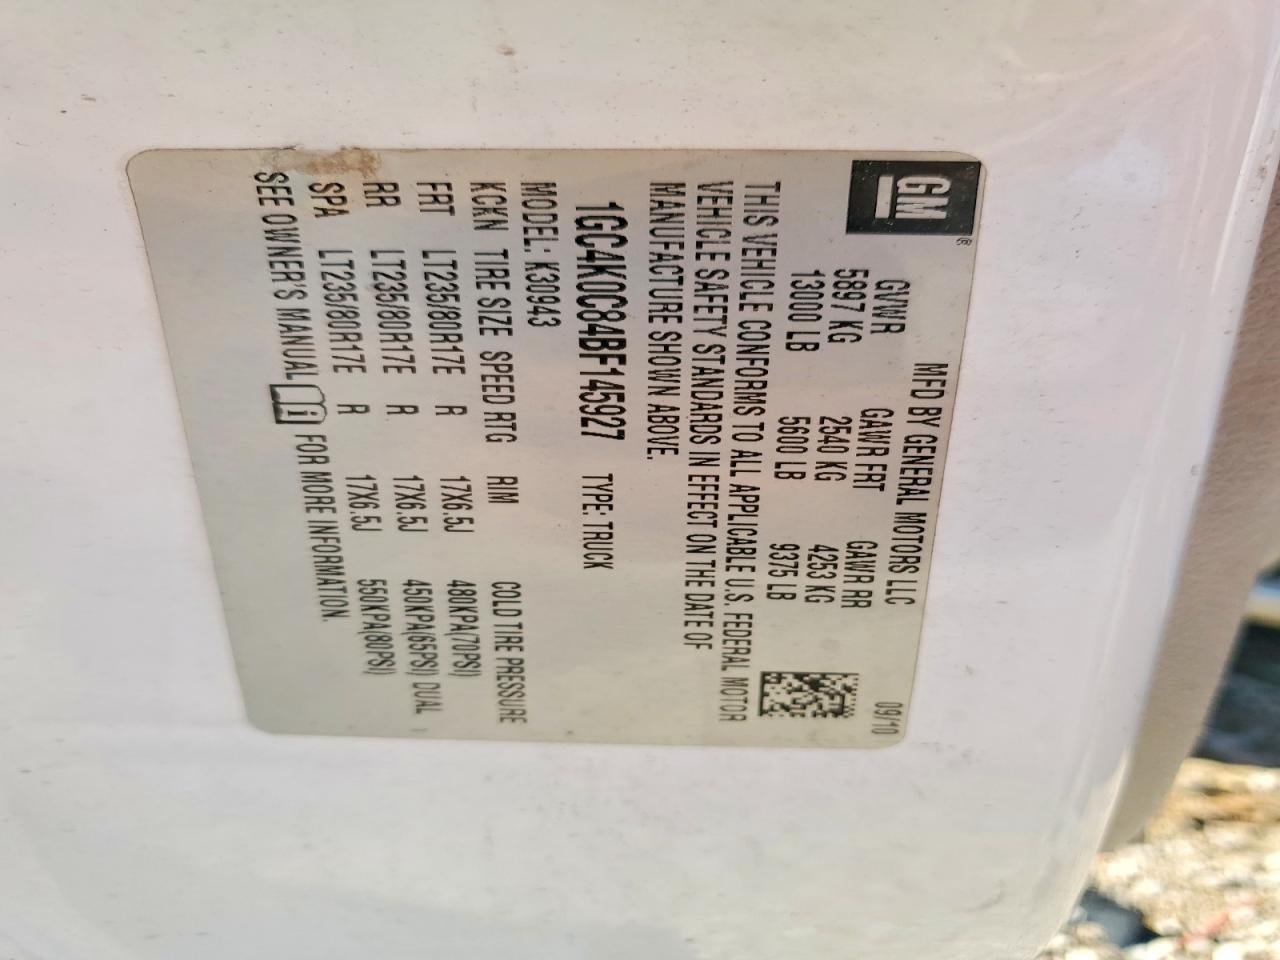 GM®
MFD BY GENERAL MOTORS LLC 09/10
GVWR GAWR FRT GAWR RR
5897 KG 2540 KG 4253 KG
13000 LB 5600 LB 9375 LB
THIS VEHICLE CONFORMS TO ALL APPLICABLE U.S. FEDERAL MOTOR
VEHICLE SAFETY STANDARDS IN EFFECT ON THE DATE OF
MANUFACTURE SHOWN ABOVE.
1GC4K0C84BF145927 TYPE: TRUCK
MODEL: K30943
KCKN TIRE SIZE SPEED RTG RIM COLD TIRE PRESSURE
FRT LT235/80R17E R 17X6.5J 480KPA(70PSI)
RR LT235/80R17E R 17X6.5J 450KPA(65PSI) DUAL
SPA LT235/80R17E R 17X6.5J 550KPA(80PSI)
SEE OWNER'S MANUAL FOR MORE INFORMATION.